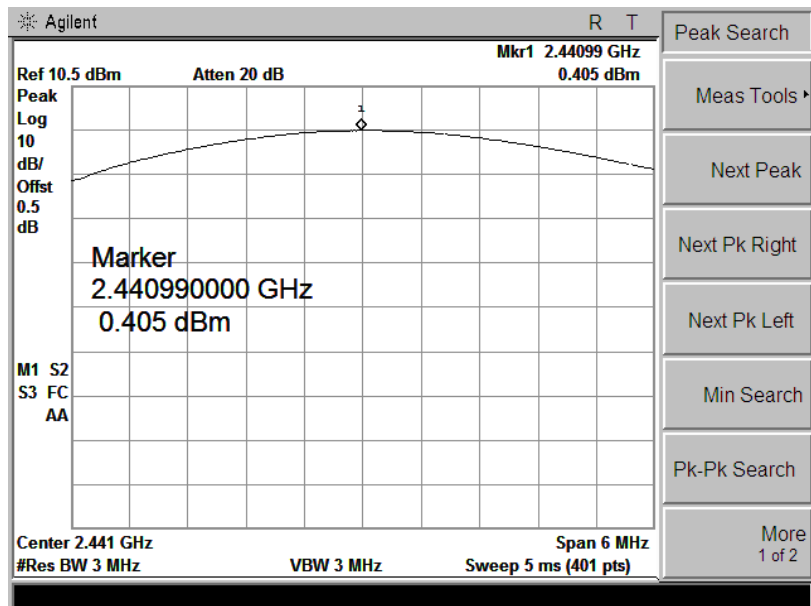 Agilent R T
Mkr1 2.44099 GHz
Ref 10.5 dBm Atten 20 dB 0.405 dBm
Peak
Log
10
dB/
Offst
0.5
dB
1
Marker
2.440990000 GHz
0.405 dBm
M1 S2
S3 FC
AA
Center 2.441 GHz Span 6 MHz
#Res BW 3 MHz VBW 3 MHz Sweep 5 ms (401 pts)
Peak Search
Meas Tools
Next Peak
Next Pk Right
Next Pk Left
Min Search
Pk-Pk Search
More
1 of 2